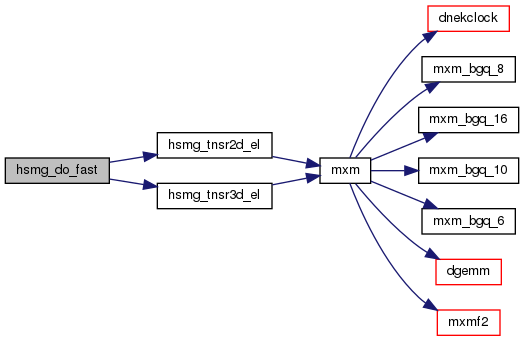 hsmg_do_fast
hsmg_tnsr2d_el
hsmg_tnsr3d_el
mxm
dnekclock
mxm_bgq_8
mxm_bgq_16
mxm_bgq_10
mxm_bgq_6
dgemm
mxmf2